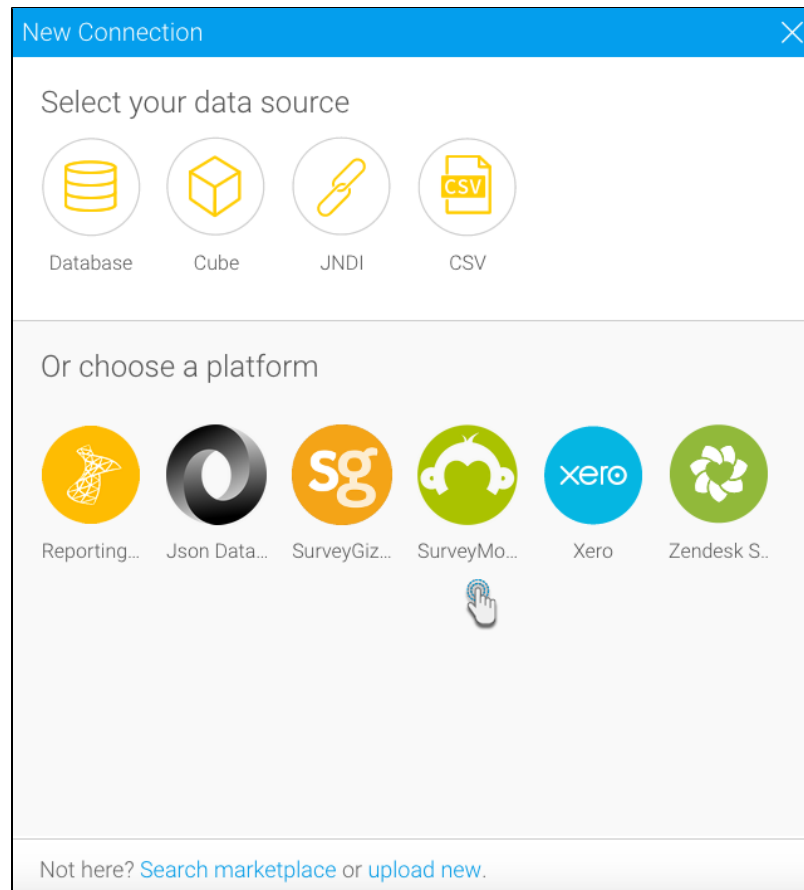 New Connection
Select your data source
CSV
Database
Cube
JNDI
CSV
Or choose a platform
sg
xero
Reporting...
Json Data...
SurveyGiz...
SurveyMo...
Xero
Zendesk S..
Not here? Search marketplace or upload new.